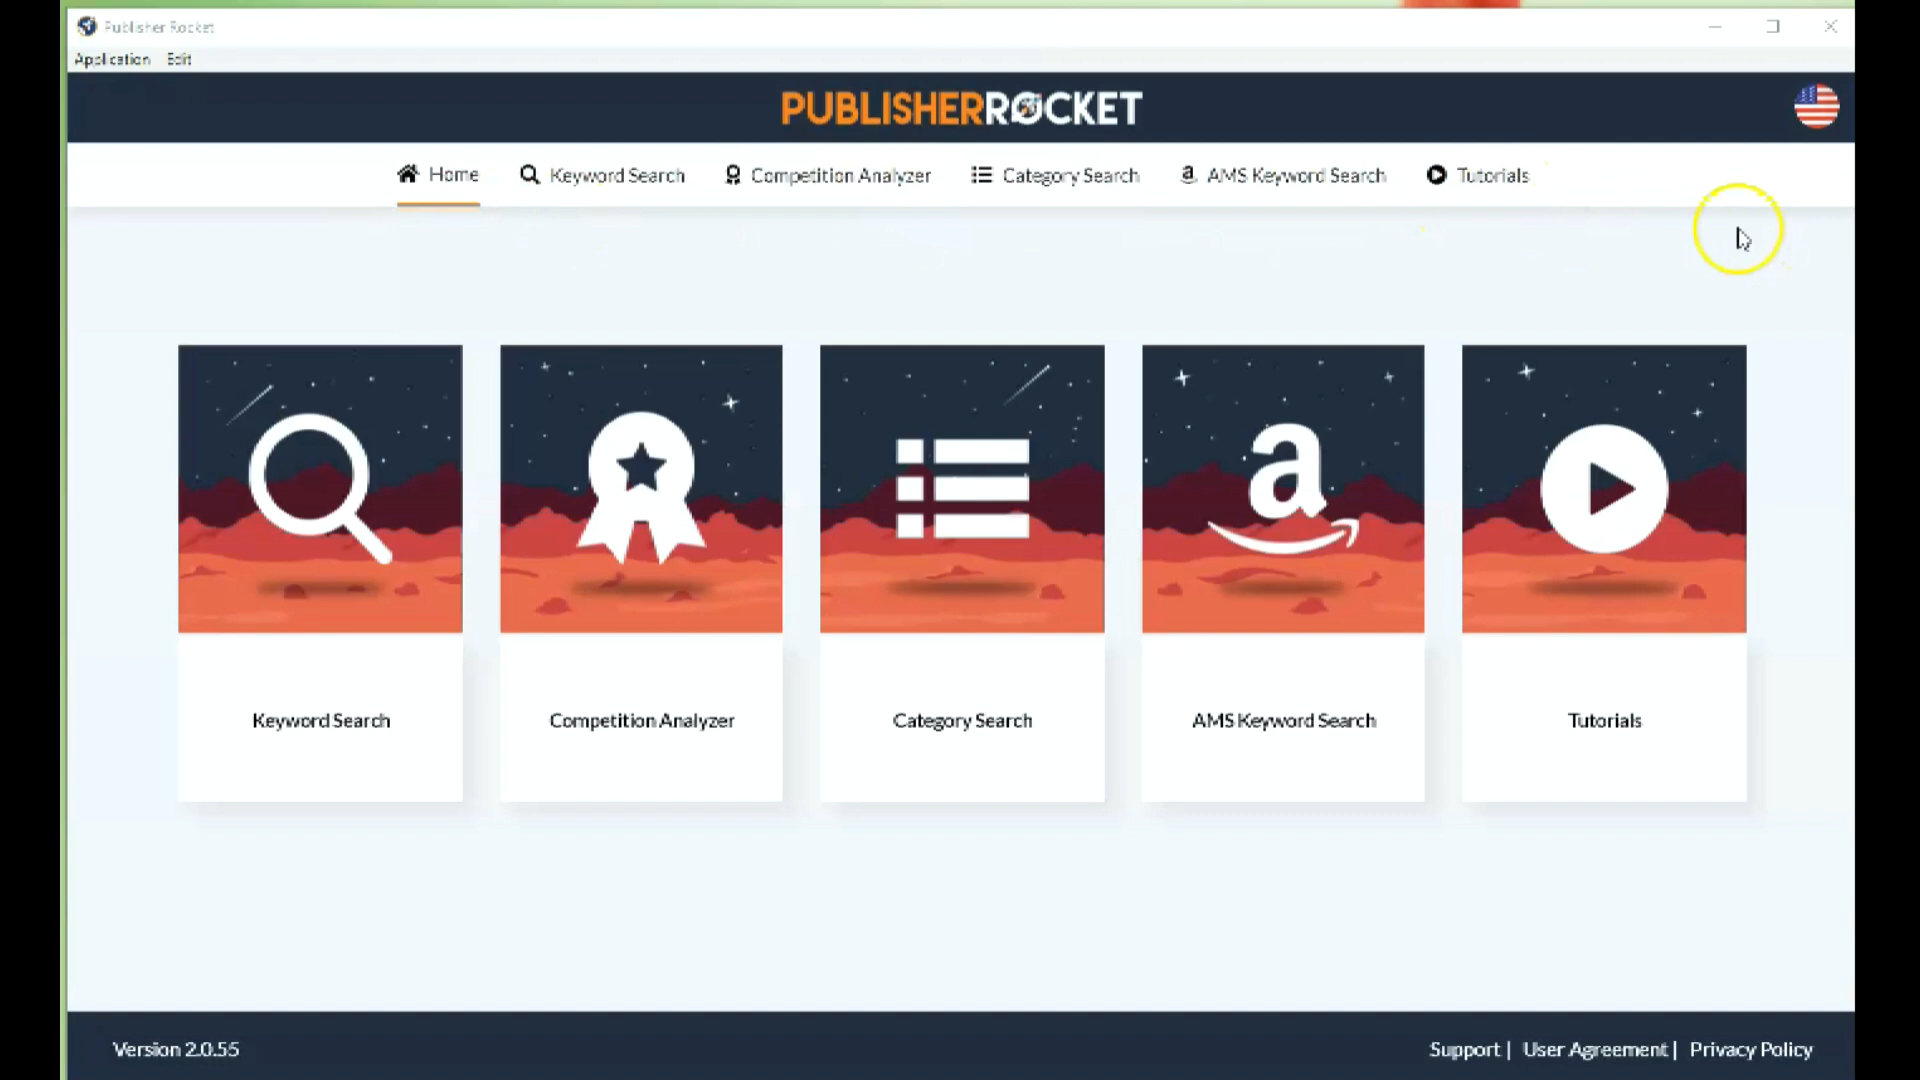 Publisher Rocket
Application Edit
PUBLISHERROCKET
Home Keyword Search Competition Analyzer Category Search AMS Keyword Search Tutorials
Keyword Search Competition Analyzer Category Search AMS Keyword Search Tutorials
Version 2.0.55 Support | User Agreement | Privacy Policy